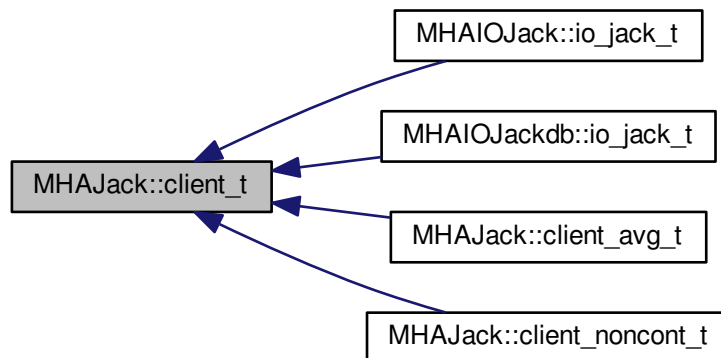 MHAIOJack::io_jack_t
MHAIOJackdb::io_jack_t
MHAJack::client_t
MHAJack::client_avg_t
MHAJack::client_noncont_t